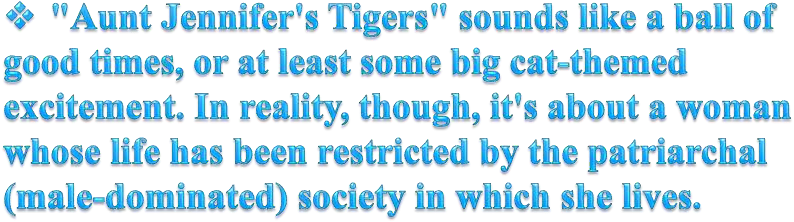 ❖ "Aunt Jennifer's Tigers" sounds like a ball of
good times, or at least some big cat-themed
excitement. In reality, though, it's about a woman
whose life has been restricted by the patriarchal
(male-dominated) society in which she lives.